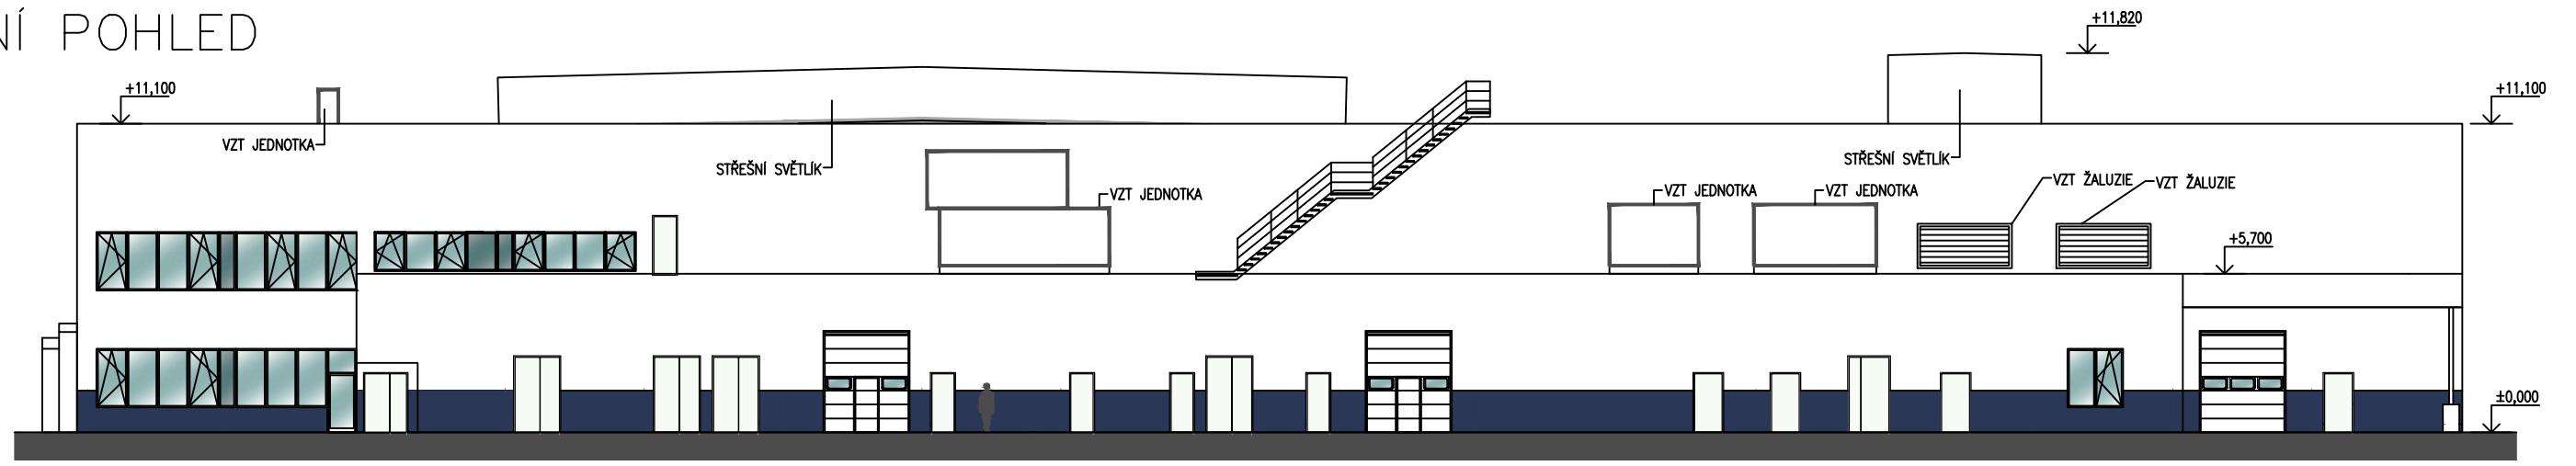 NÍ POHLED
+11,820
+11,100
+11,100
VZT JEDNOTKA
STŘEŠNÍ SVĚTLÍK
STŘEŠNÍ SVĚTLÍK
VZT JEDNOTKA
VZT JEDNOTKA
VZT JEDNOTKA
VZT ŽALUZIE
VZT ŽALUZIE
+5,700
±0,000